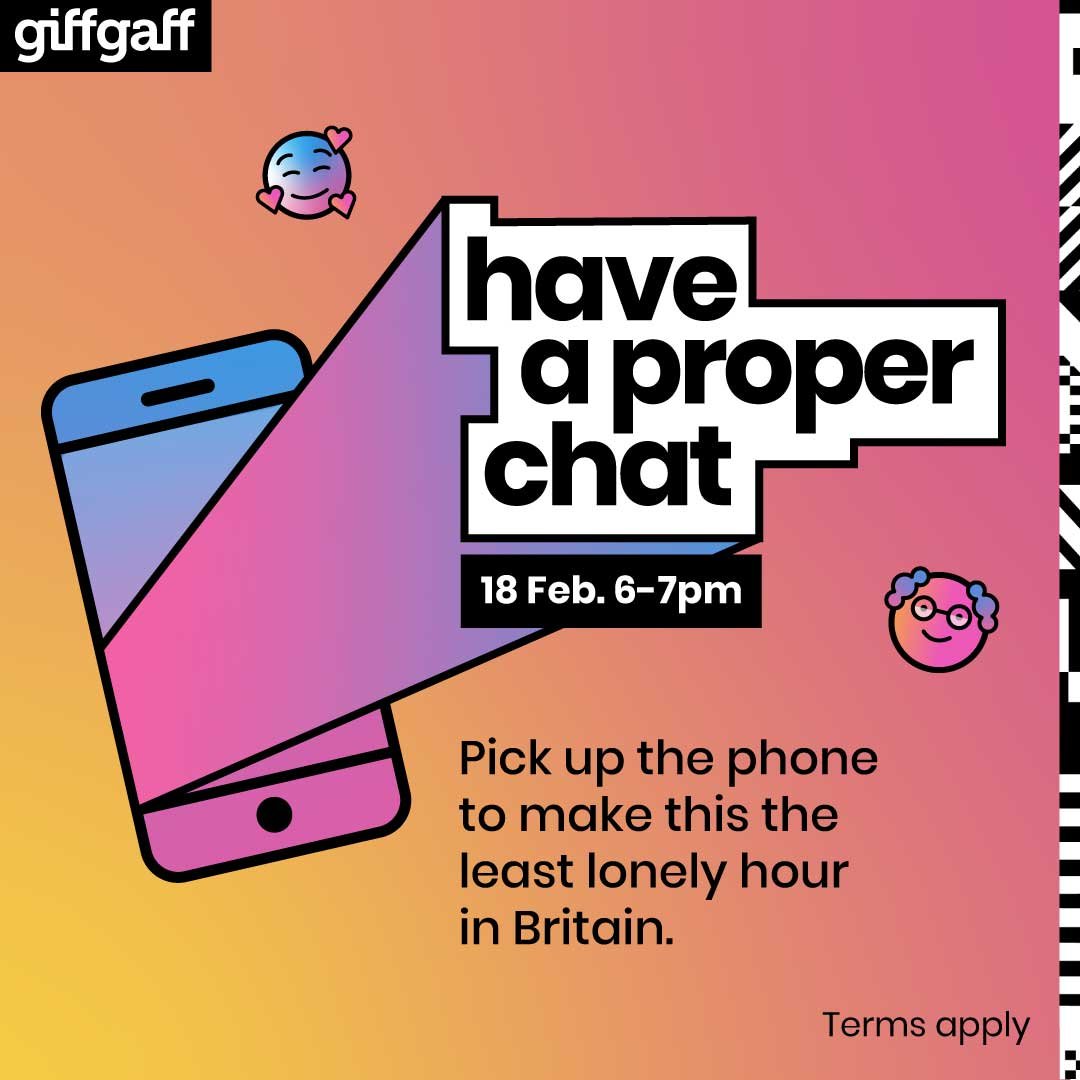 giffgaff
have
a proper
chat
18 Feb. 6-7pm
Pick up the phone
to make this the
least lonely hour
in Britain.
Terms apply